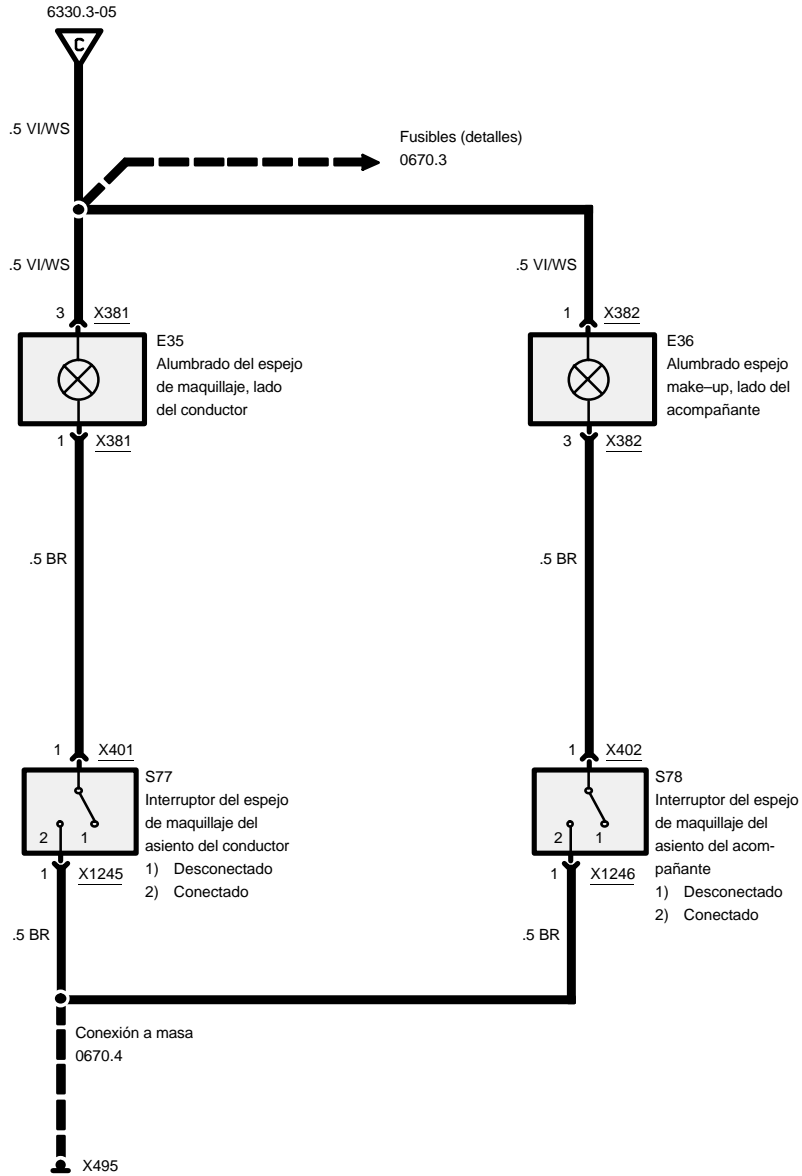 6330.3-05
C
.5 VI/WS
Fusibles (detalles)
0670.3
.5 VI/WS
.5 VI/WS
3 X381
1 X382
E35
Alumbrado del espejo
de maquillaje, lado
del conductor
E36
Alumbrado espejo
make–up, lado del
acompañante
1 X381
3 X382
.5 BR
.5 BR
1 X401
1 X402
S77
Interruptor del espejo
de maquillaje del
asiento del conductor
1) Desconectado
2) Conectado
2 1
S78
Interruptor del espejo
de maquillaje del
asiento del acom-
pañante
1) Desconectado
2) Conectado
2 1
1 X1245
1 X1246
.5 BR
.5 BR
Conexión a masa
0670.4
X495